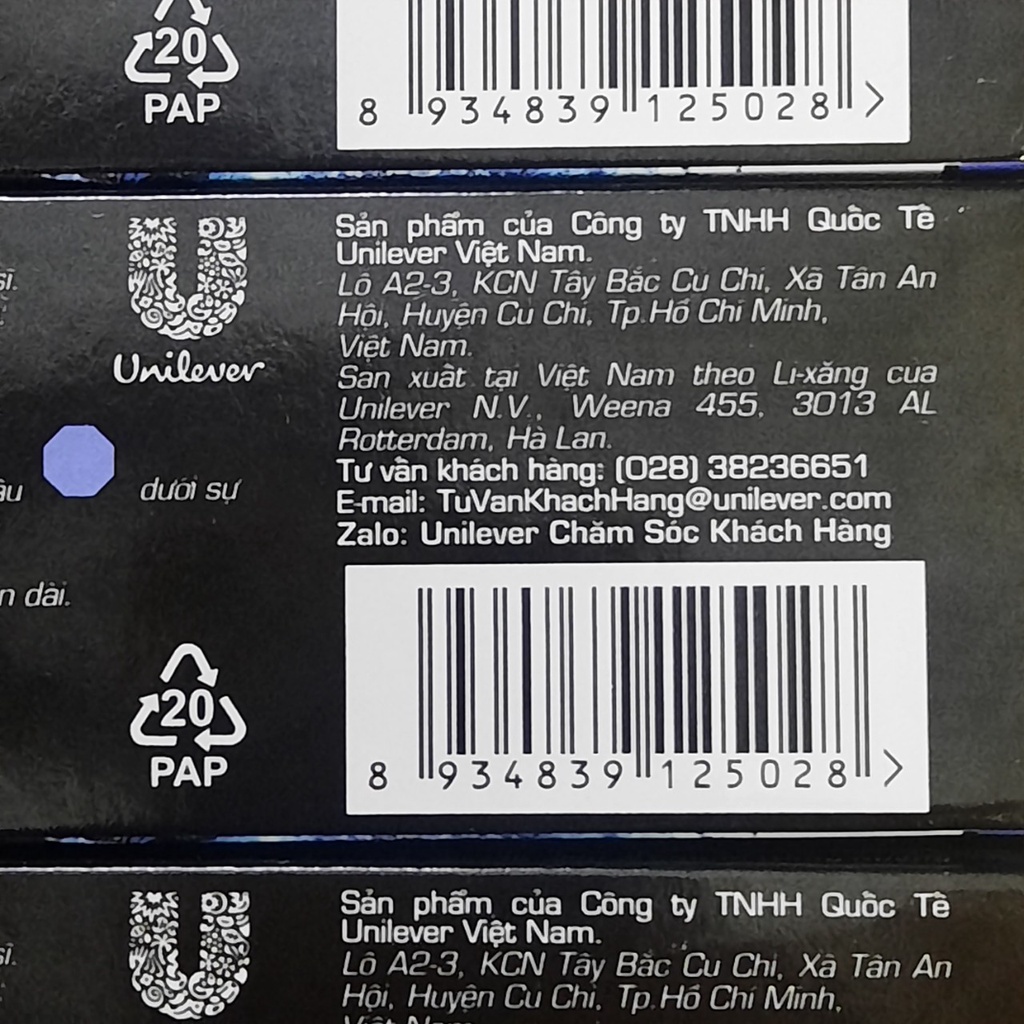 20
PAP
8 934839 125028 >
sĩ.
Unilever
Sản phẩm của Công ty TNHH Quốc Tế
Unilever Việt Nam.
Lô A2-3, KCN Tây Bắc Củ Chi, Xã Tân An
Hội, Huyện Củ Chi, Tp.Hồ Chí Minh,
Việt Nam.
Sản xuất tại Việt Nam theo Li-xăng của
Unilever N.V., Weena 455, 3013 AL
Rotterdam, Hà Lan.
Tư vấn khách hàng: (028) 38236651
E-mail: TuVanKhachHang@unilever.com
Zalo: Unilever Chăm Sóc Khách Hàng
dưới sự
dài.
20
PAP
8 934839 125028 >
sĩ.
Sản phẩm của Công ty TNHH Quốc Tế
Unilever Việt Nam.
Lô A2-3, KCN Tây Bắc Củ Chi, Xã Tân An
Hội, Huyện Củ Chi, Tp.Hồ Chí Minh,
Việt Nam.